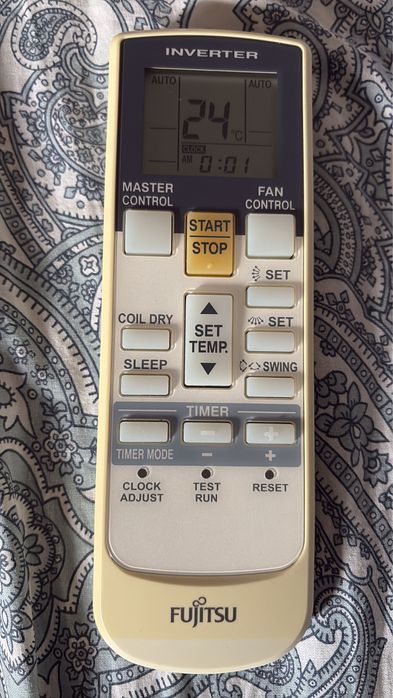 INVERTER
AUTO AUTO
24 °C
CLOCK
AM 0:01
MASTER
CONTROL
FAN
CONTROL
START
STOP
SET
COIL DRY
SET
TEMP.
SET
SLEEP
SWING
TIMER
TIMER MODE - +
CLOCK
ADJUST
TEST
RUN
RESET
FUJITSU